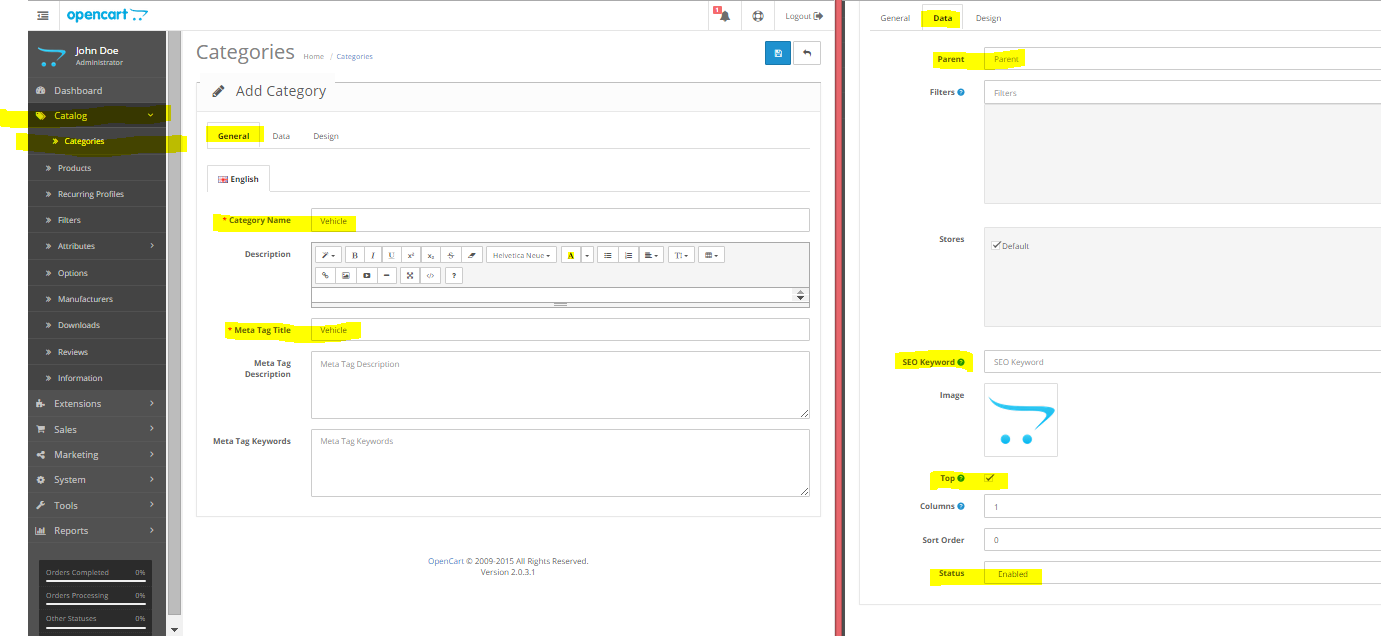 opencart
1
Logout
John Doe
Administrator
Dashboard
Catalog
Categories
Products
Recurring Profiles
Filters
Attributes
Options
Manufacturers
Downloads
Reviews
Information
Extensions
Sales
Marketing
System
Tools
Reports
Orders Completed 0%
Orders Processing 0%
Other Statuses 0%
Categories Home / Categories
Add Category
General Data Design
English
* Category Name Vehicle
Description
B I U x² x₂ S Helvetica Neue A T
</> ?
* Meta Tag Title Vehicle
Meta Tag Description Meta Tag Description
Meta Tag Keywords Meta Tag Keywords
OpenCart © 2009-2015 All Rights Reserved.
Version 2.0.3.1
General Data Design
Parent Parent
Filters ? Filters
Stores Default
SEO Keyword ? SEO Keyword
Image
Top ?
Columns ? 1
Sort Order 0
Status Enabled